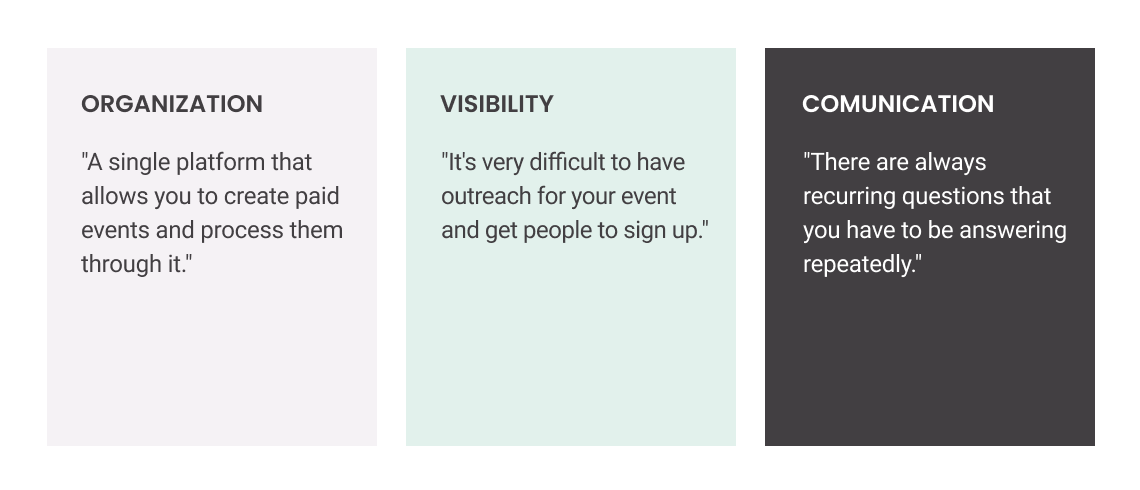 ORGANIZATION
"A single platform that
allows you to create paid
events and process them
through it."
VISIBILITY
"It's very difficult to have
outreach for your event
and get people to sign up."
COMUNICATION
"There are always
recurring questions that
you have to be answering
repeatedly."